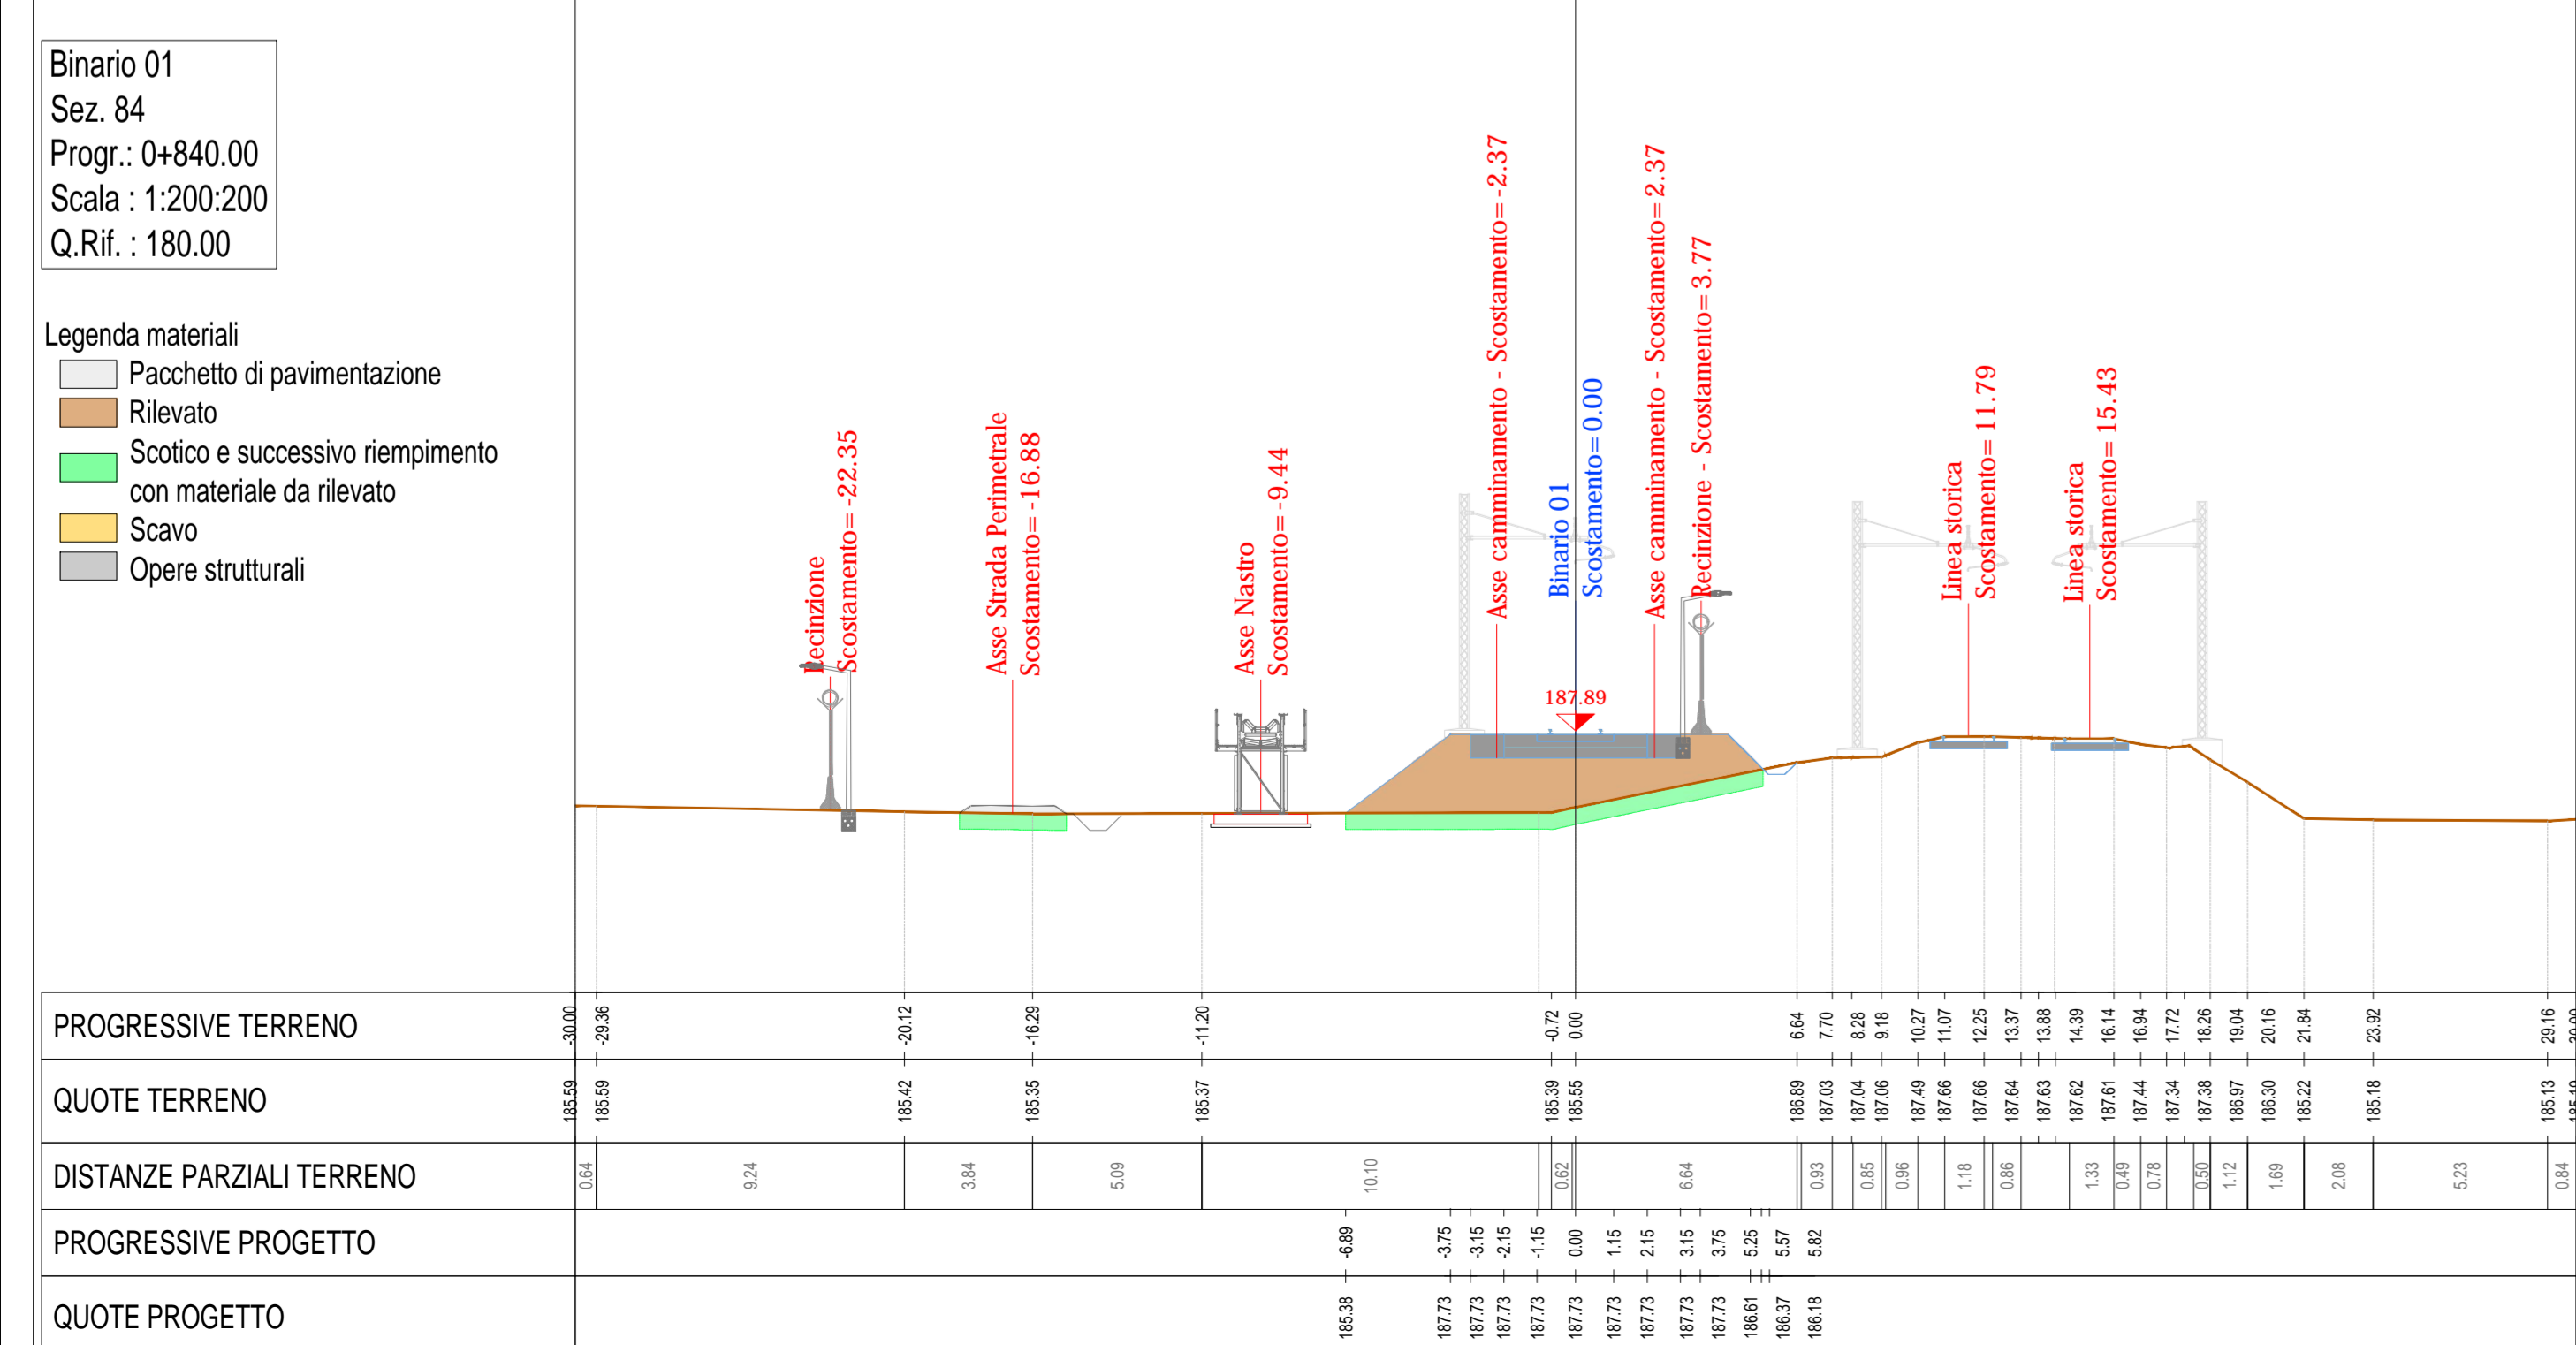 Binario 01
Sez. 84
Progr.: 0+840.00
Scala : 1:200:200
Q.Rif. : 180.00
Legenda materiali
Pacchetto di pavimentazione
Rilevato
Scotico e successivo riempimento
con materiale da rilevato
Scavo
Opere strutturali
Recinzione
Scostamento= -22.35
Asse Strada Perimetrale
Scostamento= -16.88
Asse Nastro
Scostamento= -9.44
Asse camminamento - Scostamento= -2.37
Binario 01
Scostamento= 0.00
Asse camminamento - Scostamento= 2.37
Recinzione - Scostamento= 3.77
Linea storica
Scostamento= 11.79
Linea storica
Scostamento= 15.43
187.89
PROGRESSIVE TERRENO
-30.00 -29.36 -20.12 -16.29 -11.20 -0.72 0.00 6.64 7.70 8.28 9.18 10.27 11.07 12.25 13.37 13.88 14.39 16.14 16.94 17.72 18.26 19.04 20.16 21.84 23.92 29.16
QUOTE TERRENO
185.59 185.59 185.42 185.35 185.37 185.39 185.55 186.89 187.03 187.04 187.06 187.49 187.66 187.66 187.64 187.63 187.62 187.61 187.44 187.34 187.38 186.97 186.30 185.22 185.18 185.13
DISTANZE PARZIALI TERRENO
0.64 9.24 3.84 5.09 10.10 0.62 6.64 0.93 0.85 0.96 1.18 0.86 1.33 0.49 0.78 0.50 1.12 1.69 2.08 5.23 0.84
PROGRESSIVE PROGETTO
-6.89 -3.75 -3.15 -2.15 -1.15 0.00 1.15 2.15 3.15 3.75 5.25 5.57 5.82
QUOTE PROGETTO
185.38 187.73 187.73 187.73 187.73 187.73 187.73 187.73 187.73 187.73 186.61 186.37 186.18